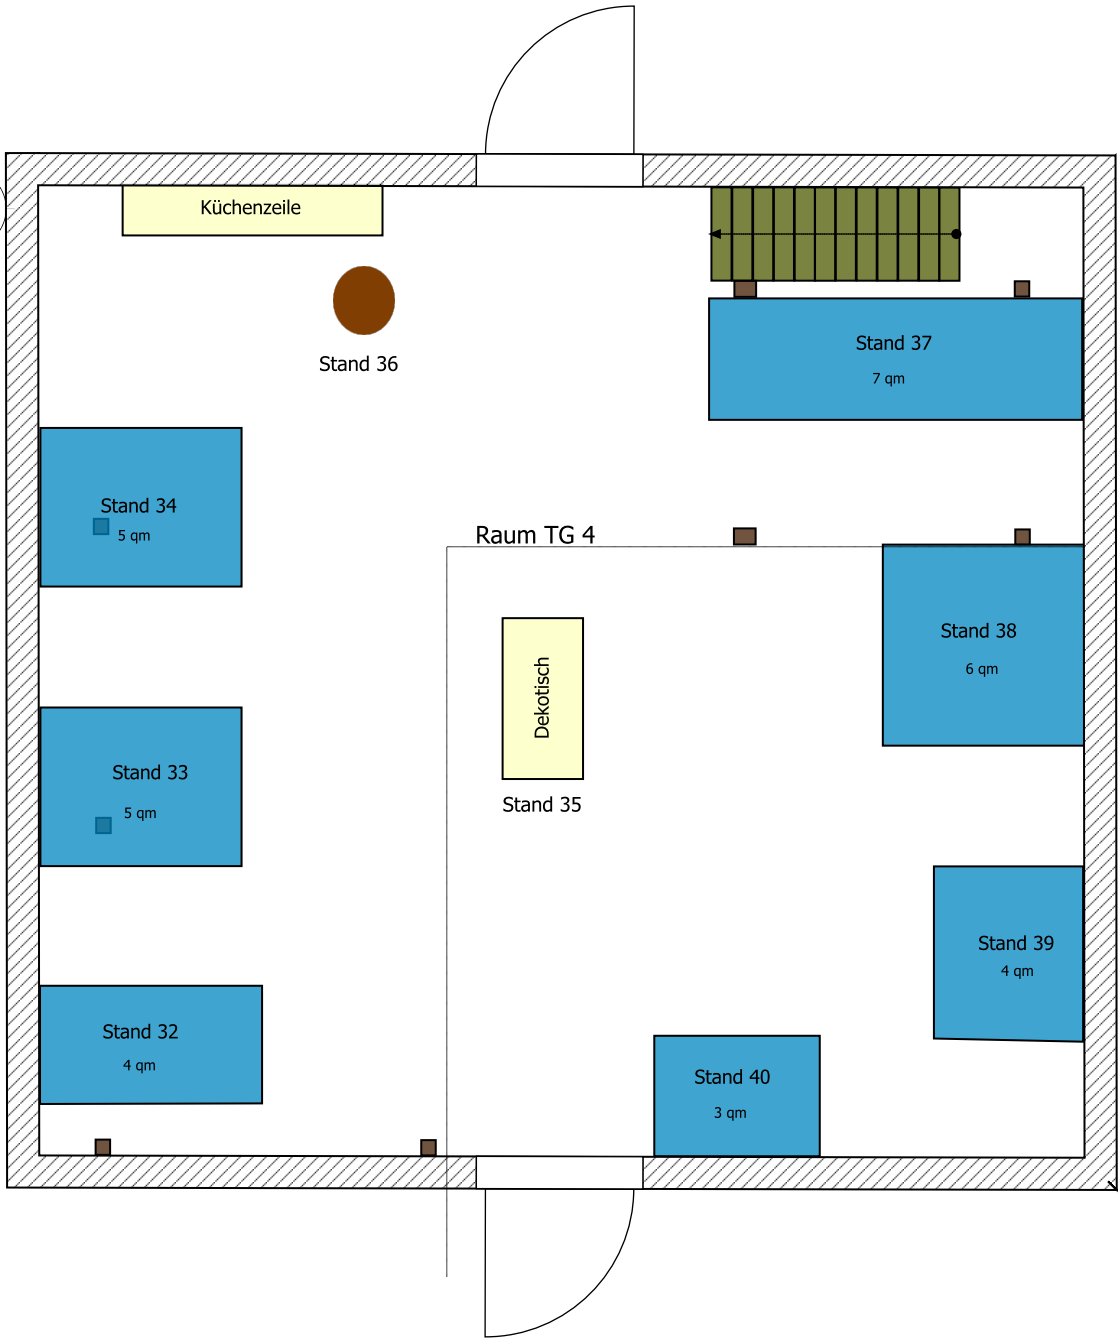 Küchenzeile
Stand 36
Stand 37
7 qm
Stand 34
5 qm
Raum TG 4
Stand 38
6 qm
Dekotisch
Stand 35
Stand 33
5 qm
Stand 39
4 qm
Stand 32
4 qm
Stand 40
3 qm